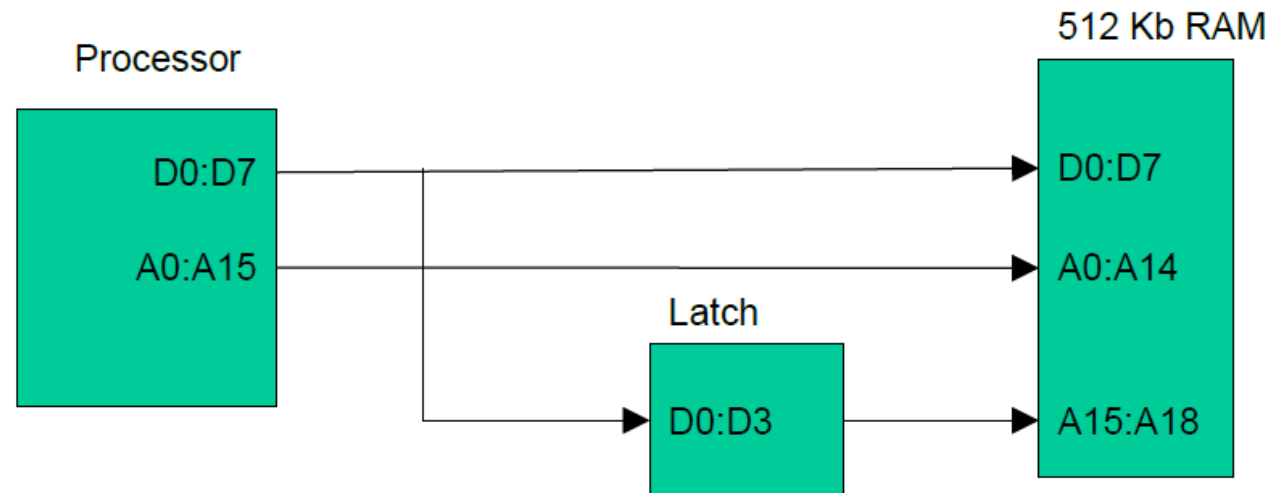 512 Kb RAM
Processor
D0:D7
D0:D7
A0:A15
A0:A14
Latch
D0:D3
A15:A18